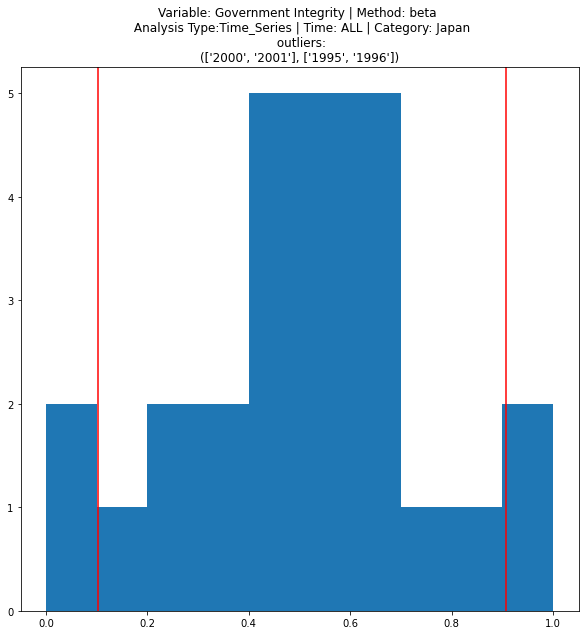 Variable: Government Integrity | Method: beta
Analysis Type:Time_Series | Time: ALL | Category: Japan
outliers:
(['2000', '2001'], ['1995', '1996'])
5
4
3
2
1
0
0.0 0.2 0.4 0.6 0.8 1.0